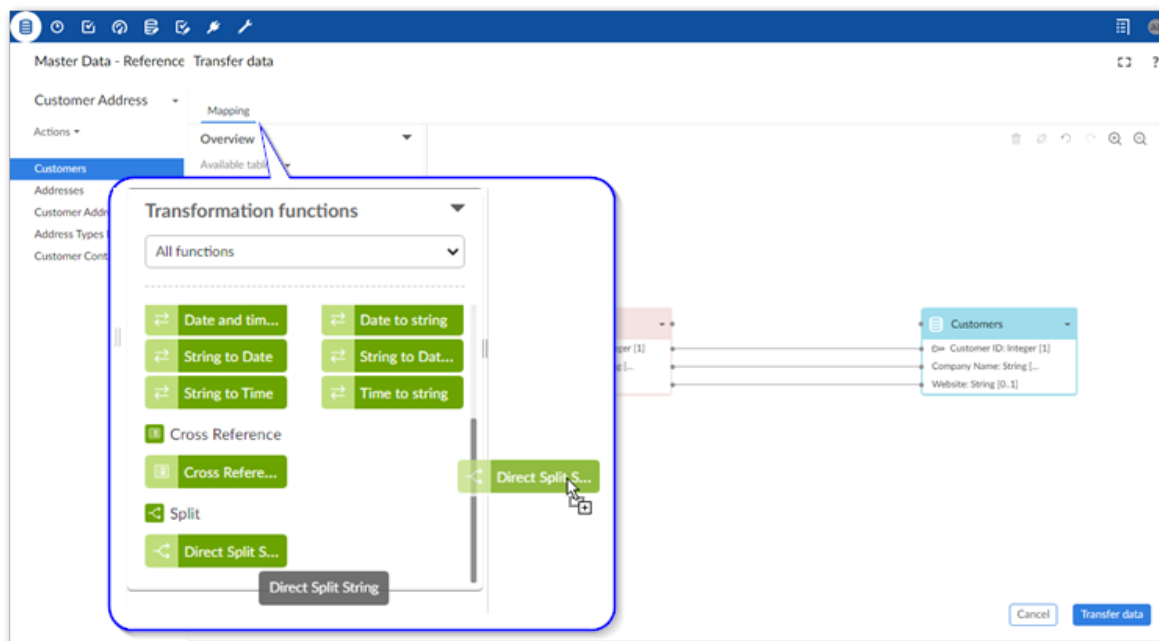 Master Data - Reference Transfer data
Customer Address
Mapping
Actions
Overview
Available tabl
Customers
Addresses
Customer Addr
Address Types
Customer Cont
Transformation functions
All functions
Date and tim...
Date to string
String to Date
String to Dat...
String to Time
Time to string
Cross Reference
Cross Refere...
Split
Direct Split S...
Direct Split String
Direct Split S...
eger [1]
g [...
Customers
Customer ID: Integer [1]
Company Name: String [...
Website: String [0..1]
Cancel
Transfer data
?